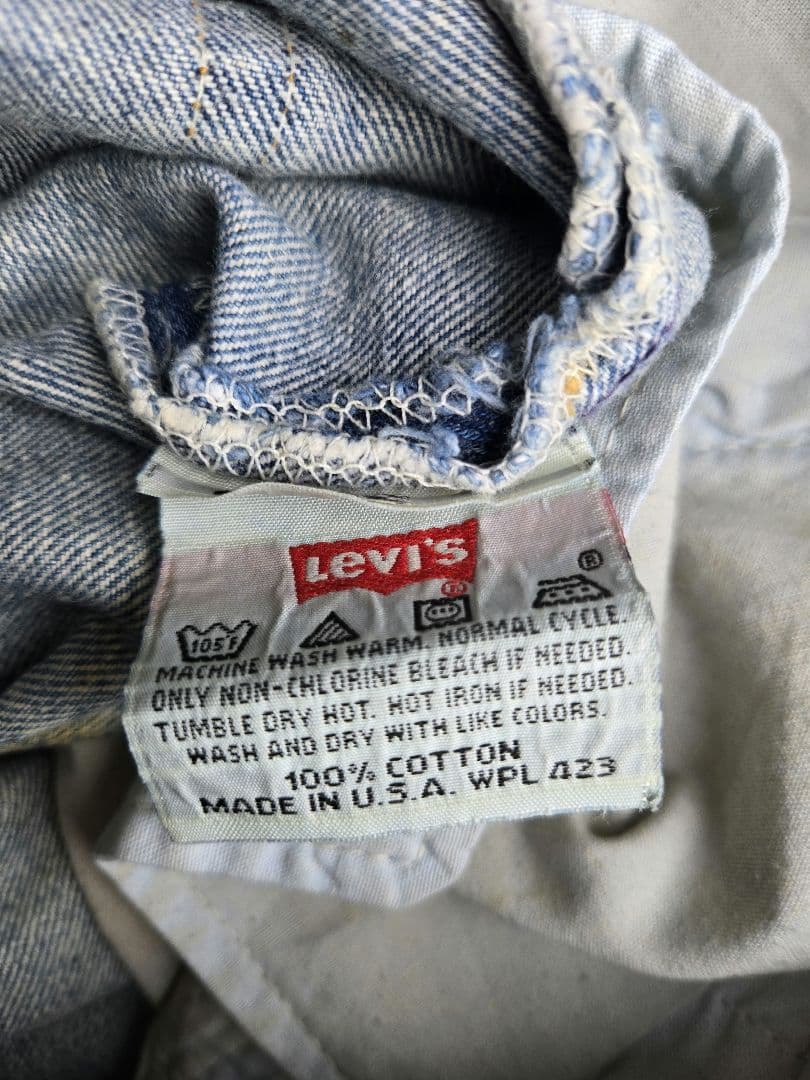 Levi's
®
105F
MACHINE WASH WARM. NORMAL CYCLE.
ONLY NON-CHLORINE BLEACH IF NEEDED.
TUMBLE DRY HOT. HOT IRON IF NEEDED.
WASH AND DRY WITH LIKE COLORS.
100% COTTON
MADE IN U.S.A. WPL 423